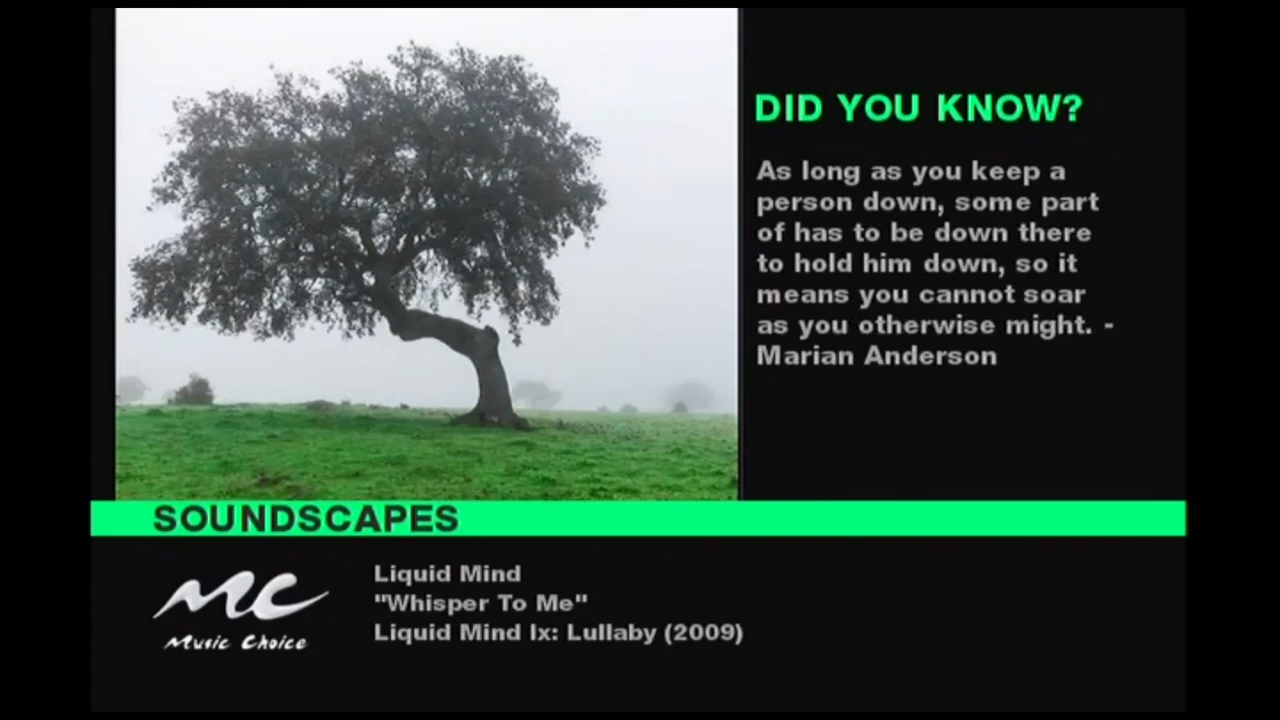 DID YOU KNOW?
As long as you keep a
person down, some part
of has to be down there
to hold him down, so it
means you cannot soar
as you otherwise might. -
Marian Anderson
SOUNDSCAPES
MC
Music Choice
Liquid Mind
"Whisper To Me"
Liquid Mind Ix: Lullaby (2009)